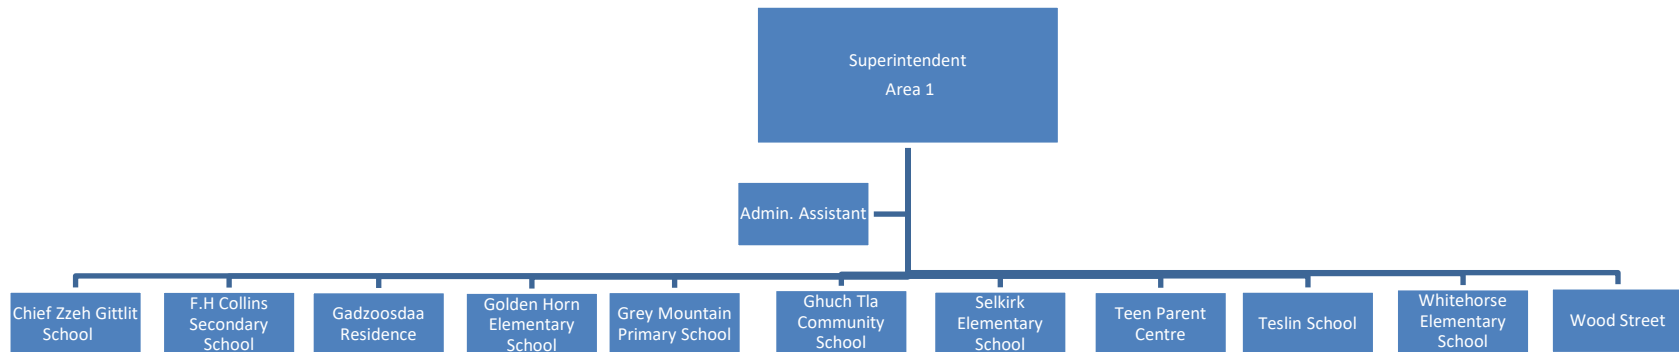 Superintendent
Area 1
Admin. Assistant
Chief Zzeh Gittlit
School
F.H Collins
Secondary
School
Gadzoosdaa
Residence
Golden Horn
Elementary
School
Grey Mountain
Primary School
Ghuch Tla
Community
School
Selkirk
Elementary
School
Teen Parent
Centre
Teslin School
Whitehorse
Elementary
School
Wood Street